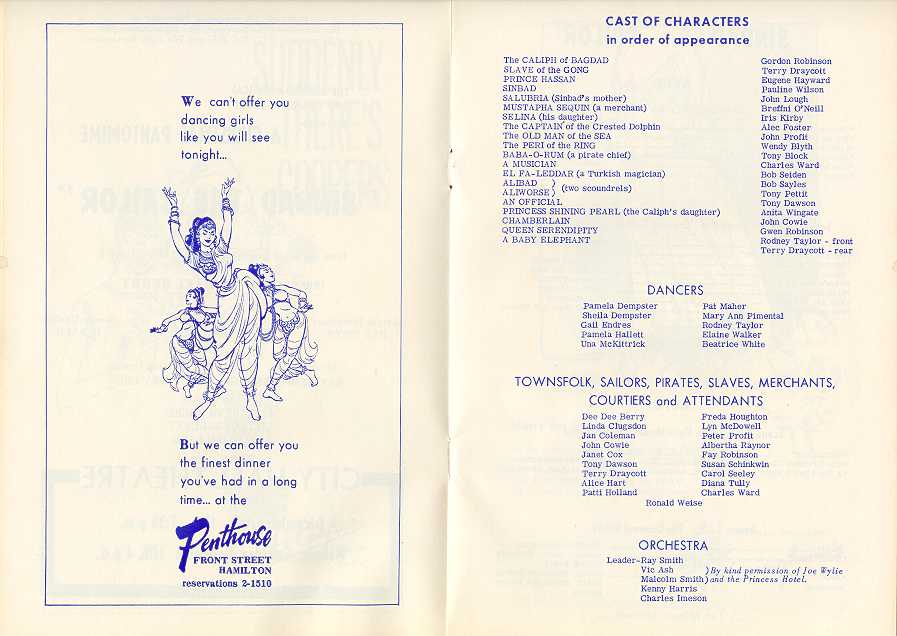 We can't offer you
dancing girls
like you will see
tonight...
But we can offer you
the finest dinner
you've had in a long
time... at the
Penthouse
FRONT STREET
HAMILTON
reservations 2-1510
CAST OF CHARACTERS
in order of appearance
The CALIPH of BAGDAD Gordon Robinson
SLAVE of the GONG Terry Draycott
PRINCE HASSAN Eugene Hayward
SINBAD Pauline Wilson
SALUBRIA (Sinbad's mother) John Lough
MUSTAPHA SEQUIN (a merchant) Breffni O'Neill
SELINA (his daughter) Iris Kirby
The CAPTAIN of the Crested Dolphin Alec Foster
The OLD MAN of the SEA John Profit
The PERI of the RING Wendy Blyth
BABA-O-RUM (a pirate chief) Tony Block
A MUSICIAN Charles Ward
EL FA-LEDDAR (a Turkish magician) Bob Seiden
ALIBAD ) Bob Sayles
ALIWORSE ) (two scoundrels) Tony Pettit
AN OFFICIAL Tony Dawson
PRINCESS SHINING PEARL (the Caliph's daughter) Anita Wingate
CHAMBERLAIN John Cowie
QUEEN SERENDIPITY Gwen Robinson
A BABY ELEPHANT Rodney Taylor - front
Terry Draycott - rear
DANCERS
Pamela Dempster Pat Maher
Sheila Dempster Mary Ann Pimental
Gail Endres Rodney Taylor
Pamela Hallett Elaine Walker
Una McKittrick Beatrice White
TOWNSFOLK, SAILORS, PIRATES, SLAVES, MERCHANTS,
COURTIERS and ATTENDANTS
Dee Dee Berry Freda Houghton
Linda Clugsdon Lyn McDowell
Jan Coleman Peter Profit
John Cowie Albertha Raynor
Janet Cox Fay Robinson
Tony Dawson Susan Schinkwin
Terry Draycott Carol Seeley
Alice Hart Diana Tully
Patti Holland Charles Ward
Ronald Weise
ORCHESTRA
Leader-Ray Smith
Vic Ash )By kind permission of Joe Wylie
Malcolm Smith)and the Princess Hotel.
Kenny Harris
Charles Imeson